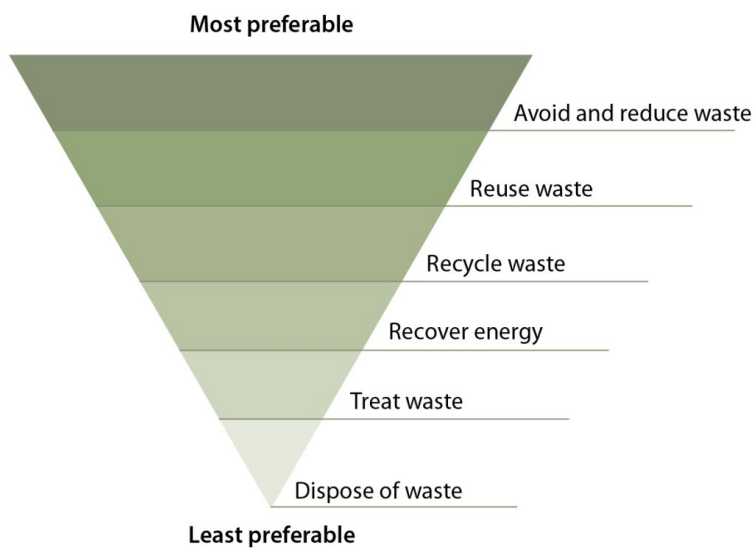 Most preferable
Avoid and reduce waste
Reuse waste
Recycle waste
Recover energy
Treat waste
Dispose of waste
Least preferable